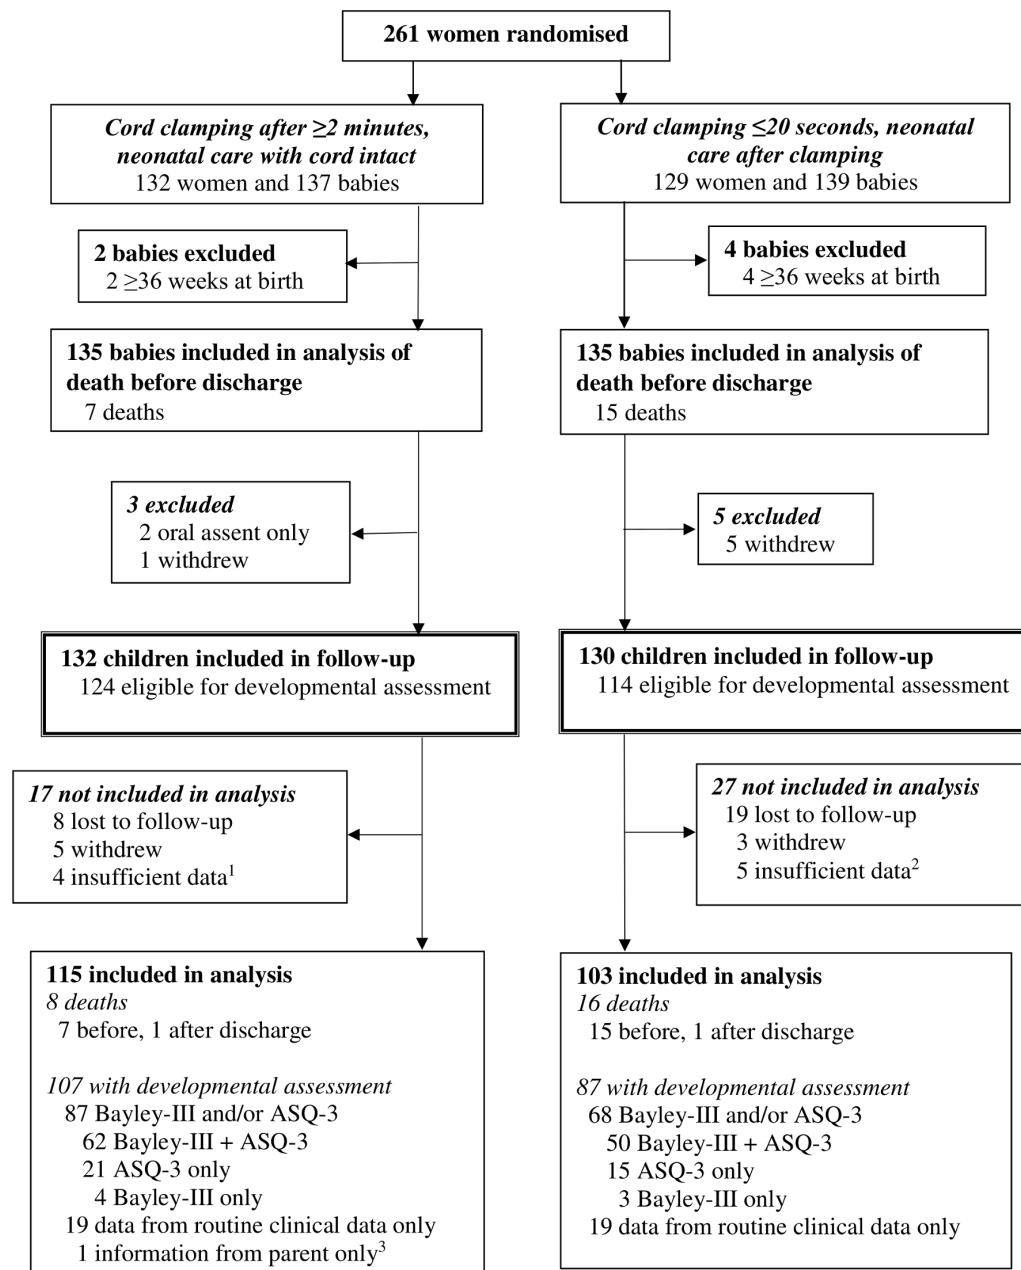 261 women randomised
Cord clamping after ≥2 minutes,
neonatal care with cord intact
132 women and 137 babies
Cord clamping ≤20 seconds, neonatal
care after clamping
129 women and 139 babies
2 babies excluded
2 ≥36 weeks at birth
4 babies excluded
4 ≥36 weeks at birth
135 babies included in analysis of
death before discharge
7 deaths
135 babies included in analysis of
death before discharge
15 deaths
3 excluded
2 oral assent only
1 withdrew
5 excluded
5 withdrew
132 children included in follow-up
124 eligible for developmental assessment
130 children included in follow-up
114 eligible for developmental assessment
17 not included in analysis
8 lost to follow-up
5 withdrew
4 insufficient data¹
27 not included in analysis
19 lost to follow-up
3 withdrew
5 insufficient data²
115 included in analysis
8 deaths
7 before, 1 after discharge
107 with developmental assessment
87 Bayley-III and/or ASQ-3
62 Bayley-III + ASQ-3
21 ASQ-3 only
4 Bayley-III only
19 data from routine clinical data only
1 information from parent only³
103 included in analysis
16 deaths
15 before, 1 after discharge
87 with developmental assessment
68 Bayley-III and/or ASQ-3
50 Bayley-III + ASQ-3
15 ASQ-3 only
3 Bayley-III only
19 data from routine clinical data only